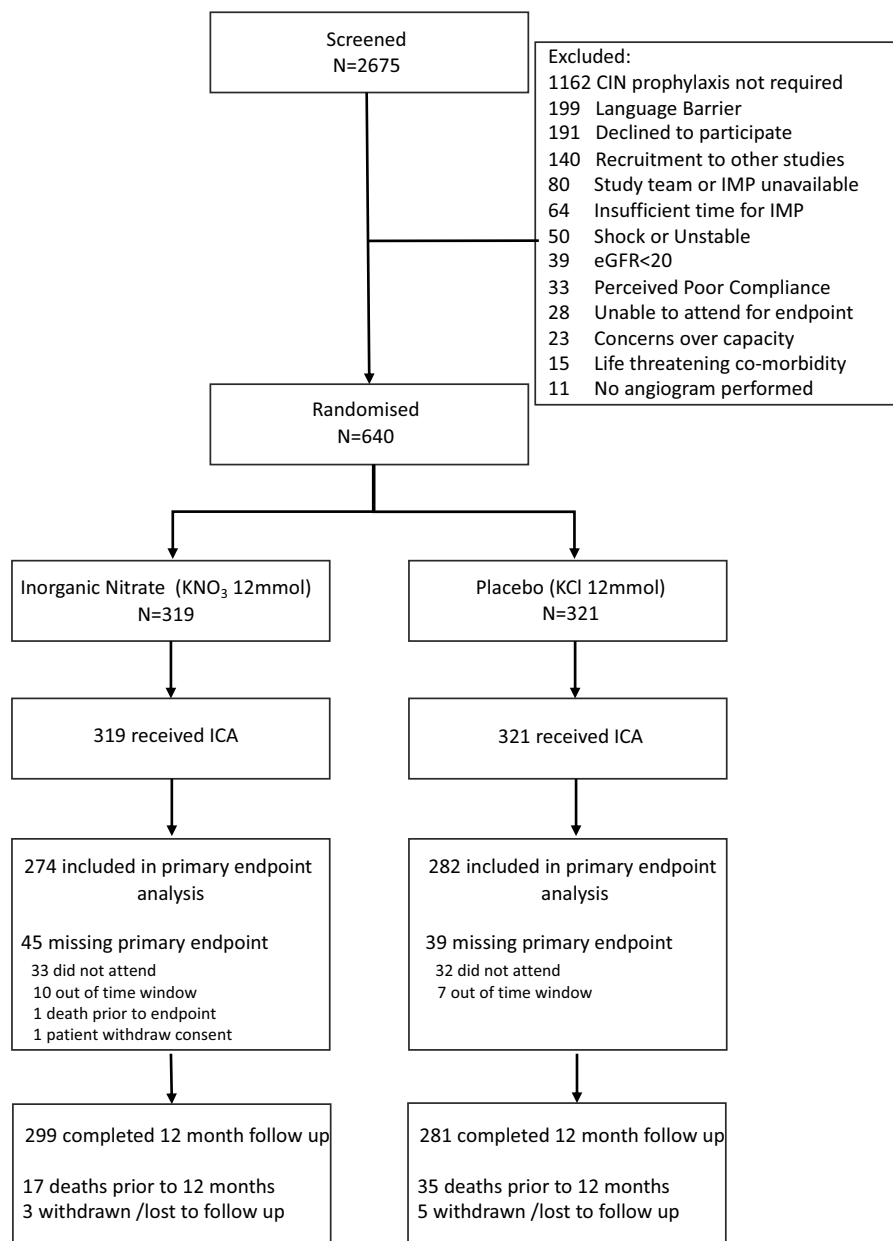 Screened
N=2675
Excluded:
1162 CIN prophylaxis not required
199 Language Barrier
191 Declined to participate
140 Recruitment to other studies
80 Study team or IMP unavailable
64 Insufficient time for IMP
50 Shock or Unstable
39 eGFR<20
33 Perceived Poor Compliance
28 Unable to attend for endpoint
23 Concerns over capacity
15 Life threatening co-morbidity
11 No angiogram performed
Randomised
N=640
Inorganic Nitrate (KNO₃ 12mmol)
N=319
Placebo (KCl 12mmol)
N=321
319 received ICA
321 received ICA
274 included in primary endpoint
analysis
45 missing primary endpoint
33 did not attend
10 out of time window
1 death prior to endpoint
1 patient withdraw consent
282 included in primary endpoint
analysis
39 missing primary endpoint
32 did not attend
7 out of time window
299 completed 12 month follow up
17 deaths prior to 12 months
3 withdrawn /lost to follow up
281 completed 12 month follow up
35 deaths prior to 12 months
5 withdrawn /lost to follow up